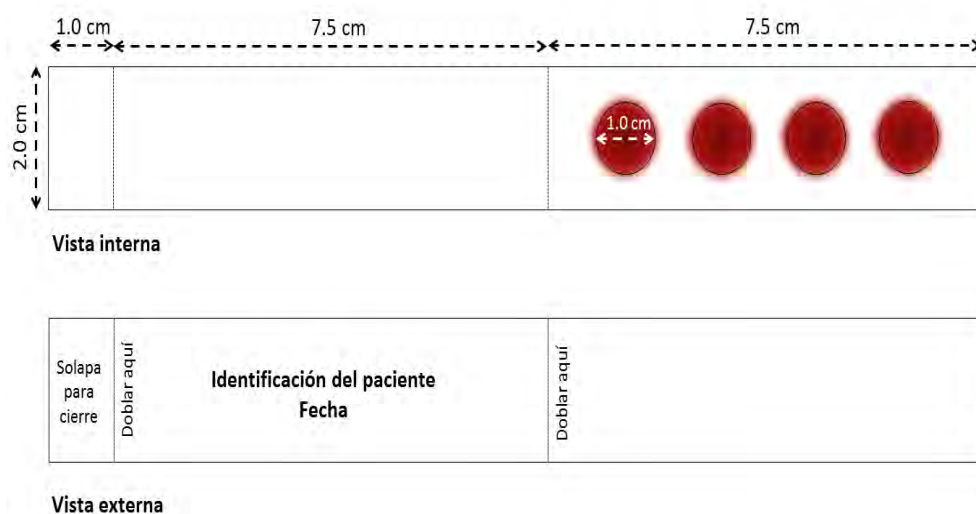 1.0 cm 7.5 cm 7.5 cm
2.0 cm
1.0 cm
Vista interna
Solapa
para
cierre
Doblar aquí
Identificación del paciente
Fecha
Doblar aquí
Vista externa